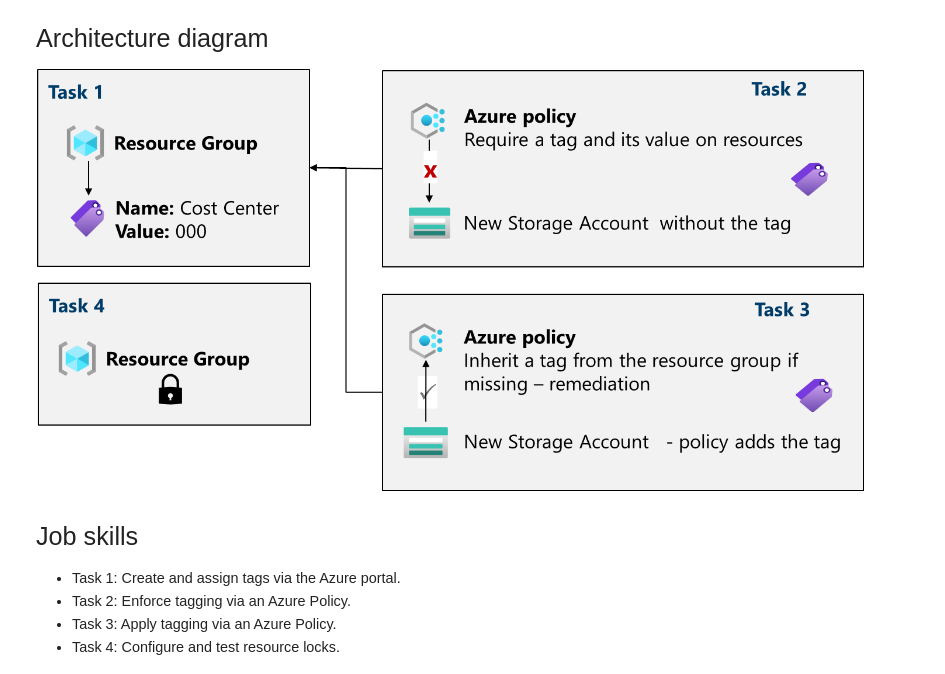 Architecture diagram
Task 1
Resource Group
Name: Cost Center
Value: 000
Task 2
Azure policy
Require a tag and its value on resources
x
New Storage Account  without the tag
Task 4
Resource Group
Task 3
Azure policy
Inherit a tag from the resource group if
missing – remediation
New Storage Account   - policy adds the tag
Job skills
• Task 1: Create and assign tags via the Azure portal.
• Task 2: Enforce tagging via an Azure Policy.
• Task 3: Apply tagging via an Azure Policy.
• Task 4: Configure and test resource locks.